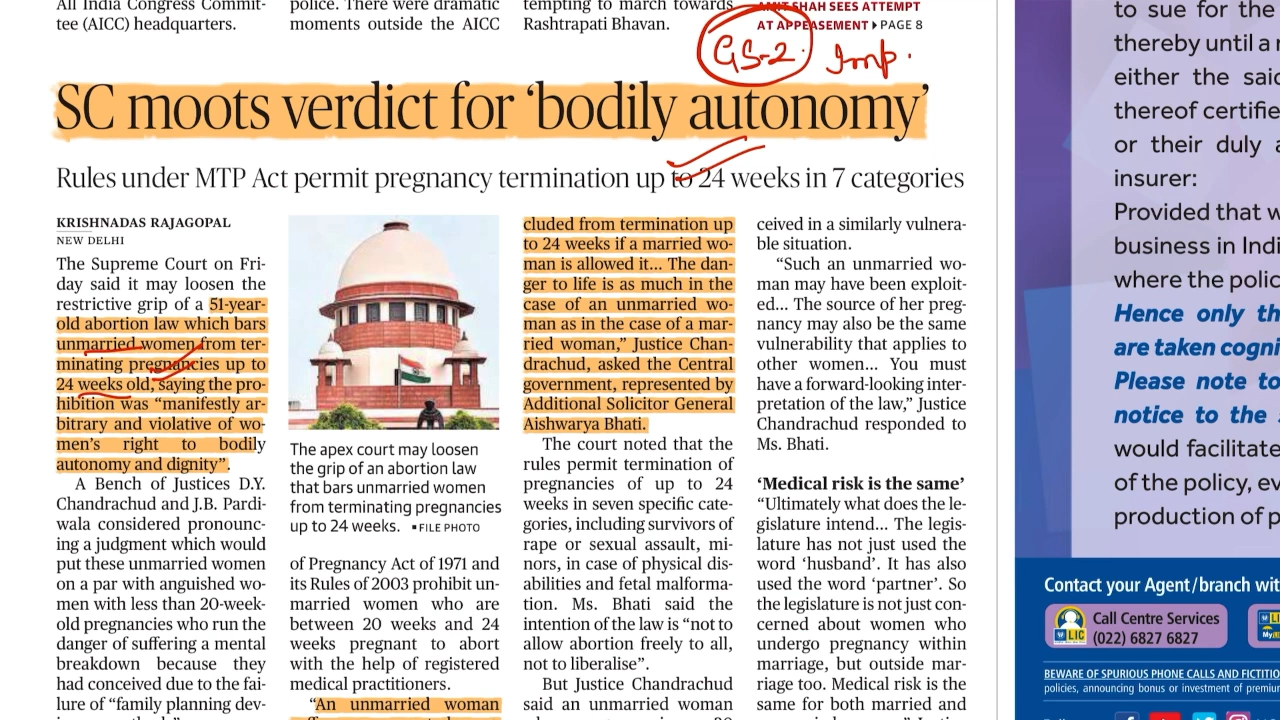 All India Congress Commit-
tee (AICC) headquarters.
police. There were dramatic
moments outside the AICC
tempting to march towards
Rashtrapati Bhavan.
AMIT SHAH SEES ATTEMPT
AT APPEASEMENT PAGE 8
GS-2 Imp.
SC moots verdict for ‘bodily autonomy’
Rules under MTP Act permit pregnancy termination up to 24 weeks in 7 categories
KRISHNADAS RAJAGOPAL
NEW DELHI
The Supreme Court on Fri-
day said it may loosen the
restrictive grip of a 51-year-
old abortion law which bars
unmarried women from ter-
minating pregnancies up to
24 weeks old, saying the pro-
hibition was “manifestly ar-
bitrary and violative of wo-
men’s right to bodily
autonomy and dignity”.
A Bench of Justices D.Y.
Chandrachud and J.B. Pardi-
wala considered pronounc-
ing a judgment which would
put these unmarried women
on a par with anguished wo-
men with less than 20-week-
old pregnancies who run the
danger of suffering a mental
breakdown because they
had conceived due to the fai-
lure of “family planning dev-
The apex court may loosen
the grip of an abortion law
that bars unmarried women
from terminating pregnancies
up to 24 weeks. ▪FILE PHOTO
of Pregnancy Act of 1971 and
its Rules of 2003 prohibit un-
married women who are
between 20 weeks and 24
weeks pregnant to abort
with the help of registered
medical practitioners.
“An unmarried woman
cluded from termination up
to 24 weeks if a married wo-
man is allowed it... The dan-
ger to life is as much in the
case of an unmarried wo-
man as in the case of a mar-
ried woman,” Justice Chan-
drachud, asked the Central
government, represented by
Additional Solicitor General
Aishwarya Bhati.
The court noted that the
rules permit termination of
pregnancies of up to 24
weeks in seven specific cate-
gories, including survivors of
rape or sexual assault, mi-
nors, in case of physical dis-
abilities and fetal malforma-
tion. Ms. Bhati said the
intention of the law is “not to
allow abortion freely to all,
not to liberalise”.
But Justice Chandrachud
said an unmarried woman
ceived in a similarly vulnera-
ble situation.
“Such an unmarried wo-
man may have been exploit-
ed... The source of her preg-
nancy may also be the same
vulnerability that applies to
other women... You must
have a forward-looking inter-
pretation of the law,” Justice
Chandrachud responded to
Ms. Bhati.
‘Medical risk is the same’
“Ultimately what does the le-
gislature intend... The legis-
lature has not just used the
word ‘husband’. It has also
used the word ‘partner’. So
the legislature is not just con-
cerned about women who
undergo pregnancy within
marriage, but outside mar-
riage too. Medical risk is the
same for both married and
to sue for the
thereby until a
either the
thereof
or their duly
insurer:
Provided that
business in
where the
Hence only
are taken
Please note to
notice to the
would facilitate
of the policy,
production of
Contact your Agent/branch
Call Centre Services
(022) 6827 6827
LIC
BEWARE OF SPURIOUS PHONE CALLS AND
policies, announcing bonus or investment of